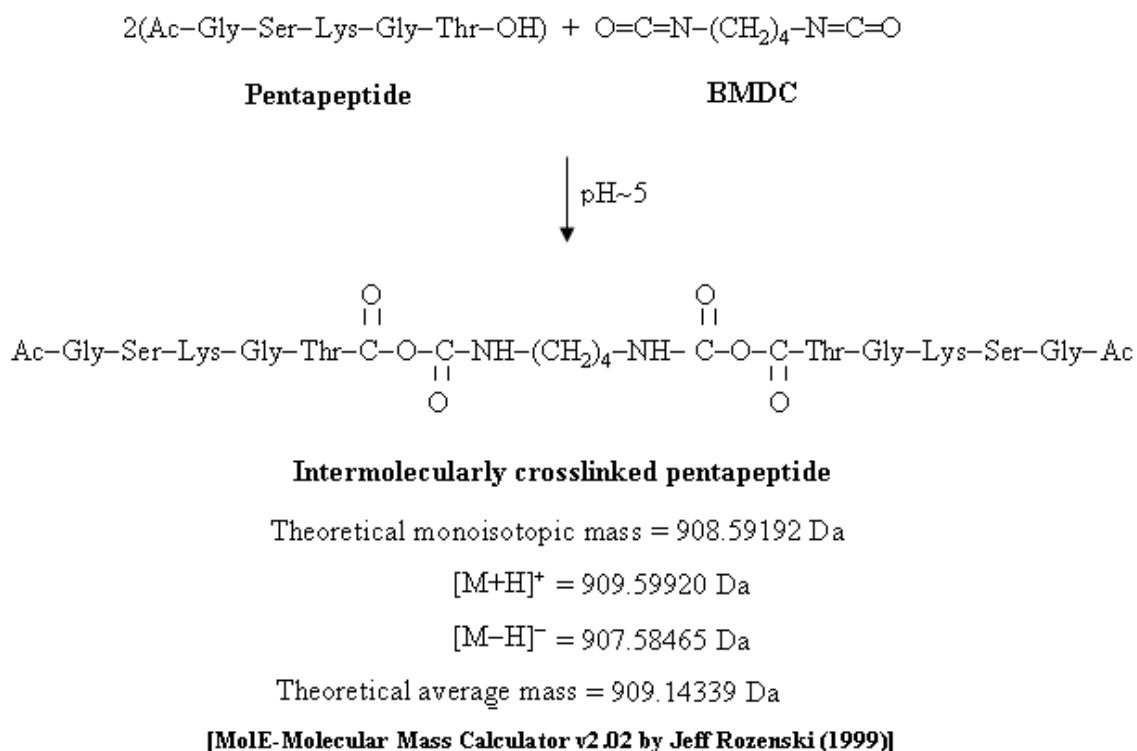 2(Ac–Gly–Ser–Lys–Gly–Thr–OH) + O=C=N–(CH₂)₄–N=C=O
Pentapeptide BMDC
pH~5
O O
Ac–Gly–Ser–Lys–Gly–Thr–C–O–C–NH–(CH₂)₄–NH–C–O–C–Thr–Gly–Lys–Ser–Gly–Ac
O O
Intermolecularly crosslinked pentapeptide
Theoretical monoisotopic mass = 908.59192 Da
[M+H]⁺ = 909.59920 Da
[M–H]⁻ = 907.58465 Da
Theoretical average mass = 909.14339 Da
[MolE-Molecular Mass Calculator v2.02 by Jeff Rozenski (1999)]